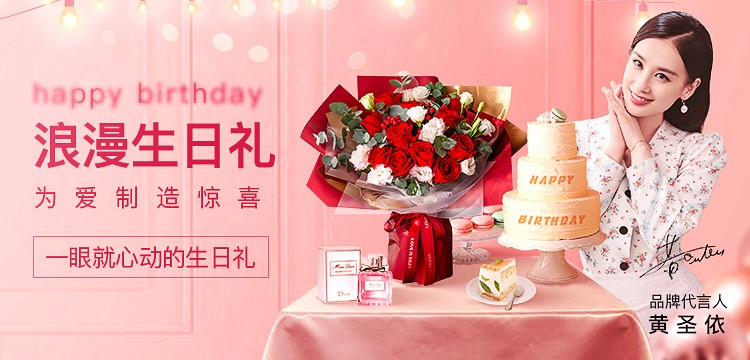 happy birthday
浪漫生日礼
为爱制造惊喜
一眼就心动的生日礼
HAPPY
BIRTHDAY
Miss Dior
Dior
品牌代言人
黄圣依